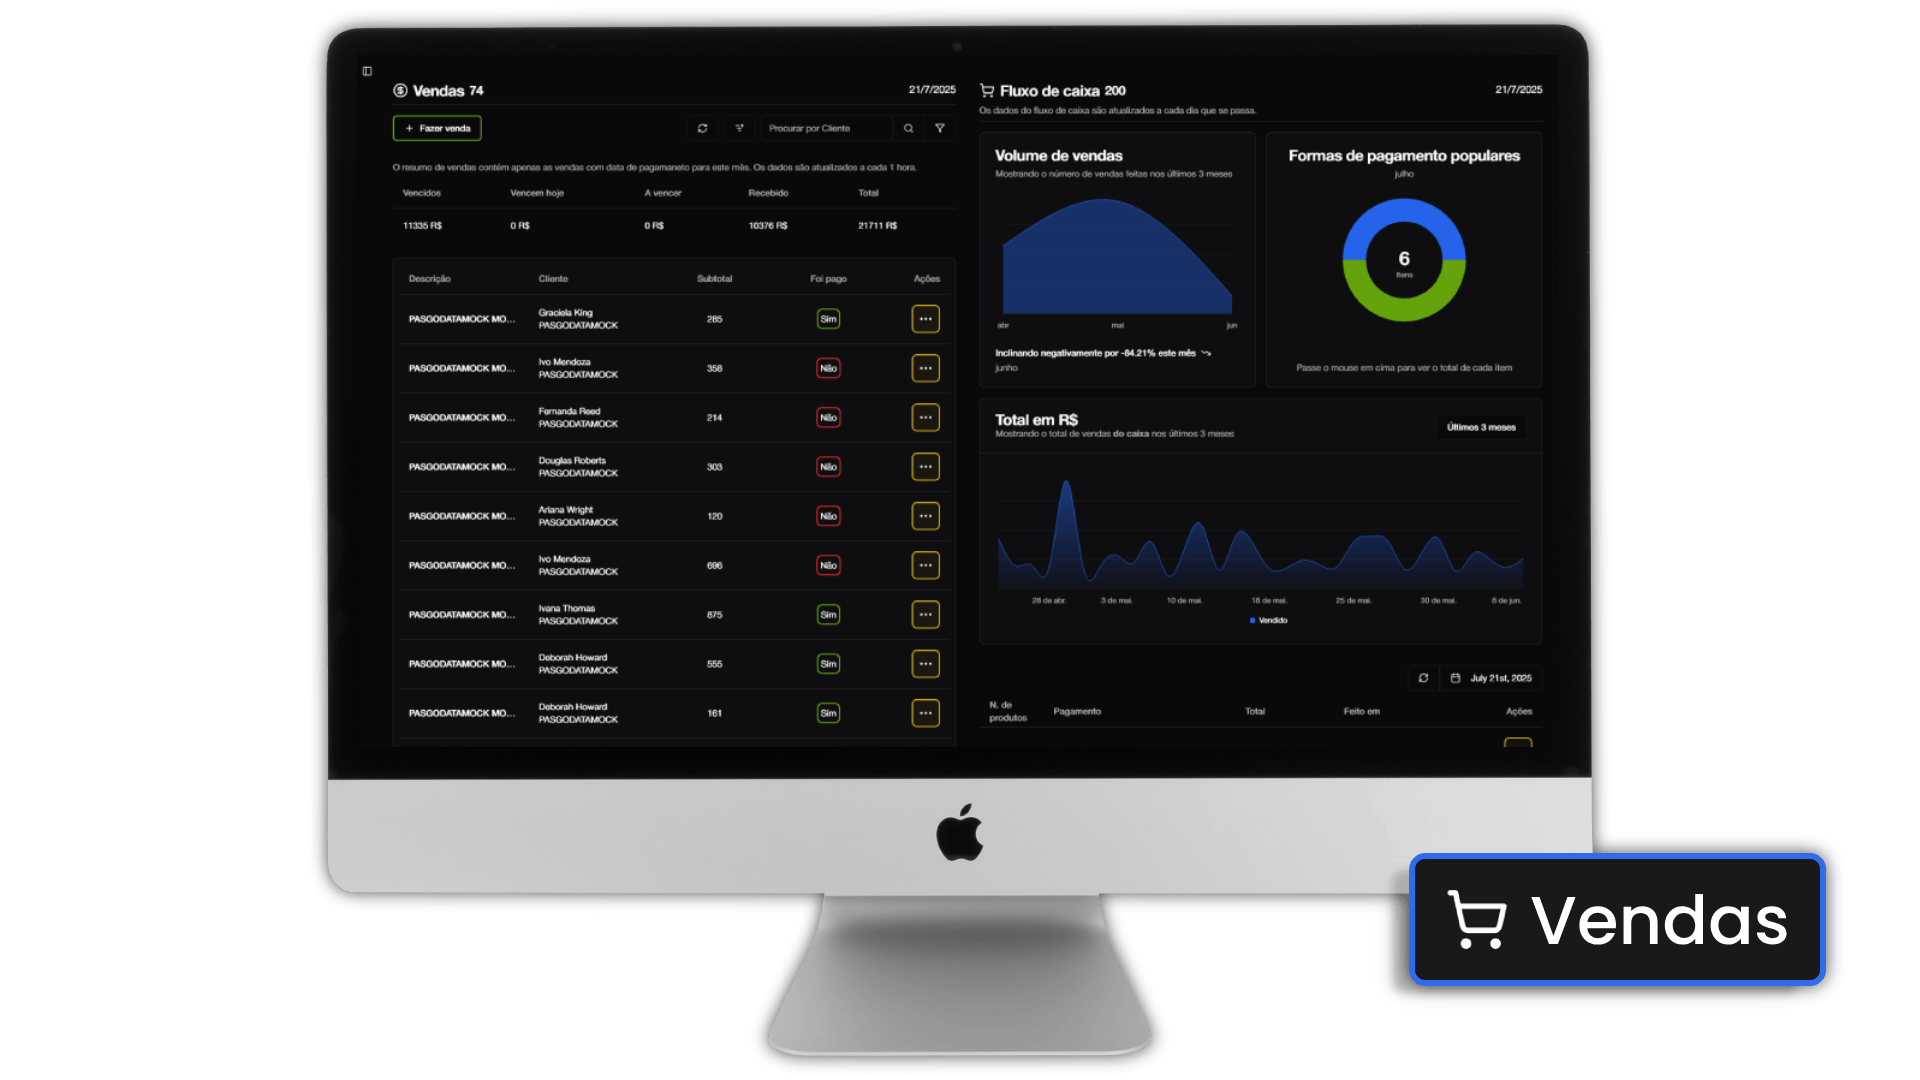 Vendas 74
21/7/2025
+ Fazer venda
Procurar por Cliente
O resumo de vendas contém apenas as vendas com data de pagamaneto para este mês. Os dados são atualizados a cada 1 hora.
Vencidos Vencem hoje A vencer Recebido Total
11335 R$ 0 R$ 0 R$ 10376 R$ 21711 R$
Descrição Cliente Subtotal Foi pago Ações
PASGODATAMOCK MO... Graciela King 285 Sim ...
PASGODATAMOCK
PASGODATAMOCK MO... Ivo Mendoza 358 Não ...
PASGODATAMOCK
PASGODATAMOCK MO... Fernanda Reed 214 Não ...
PASGODATAMOCK
PASGODATAMOCK MO... Douglas Roberts 303 Não ...
PASGODATAMOCK
PASGODATAMOCK MO... Ariana Wright 120 Não ...
PASGODATAMOCK
PASGODATAMOCK MO... Ivo Mendoza 696 Não ...
PASGODATAMOCK
PASGODATAMOCK MO... Ivana Thomas 875 Sim ...
PASGODATAMOCK
PASGODATAMOCK MO... Deborah Howard 555 Sim ...
PASGODATAMOCK
PASGODATAMOCK MO... Deborah Howard 161 Sim ...
PASGODATAMOCK
Fluxo de caixa 200
21/7/2025
Os dados do fluxo de caixa são atualizados a cada dia que se passa.
Volume de vendas
Mostrando o número de vendas feitas nos últimos 3 meses
abr mai jun
Inclinando negativamente por -84.21% este mês
junho
Formas de pagamento populares
julho
6
Itens
Passe o mouse em cima para ver o total de cada item
Total em R$
Mostrando o total de vendas do caixa nos últimos 3 meses
Últimos 3 meses
28 de abr. 3 de mai. 10 de mai. 18 de mai. 25 de mai. 30 de mai. 6 de jun.
Vendido
July 21st, 2025
N. de produtos Pagamento Total Feito em Ações
Vendas